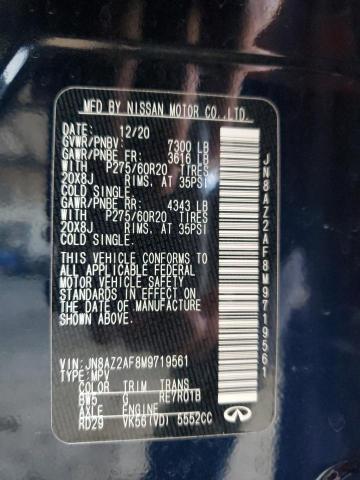 MFD BY NISSAN MOTOR CO.,LTD.
DATE: 12/20
GVWR/PNBV: 7300 LB
GAWR/PNBE FR: 3616 LB
P275/60R20 TIRES
20X8J RIMS. AT 35PSI
COLD SINGLE.
GAWR/PNBE RR: 4343 LB
P275/60R20 TIRES
20X8J RIMS. AT 35PSI
COLD SINGLE.
THIS VEHICLE CONFORMS TO
ALL APPLICABLE FEDERAL
MOTOR VEHICLE SAFETY
STANDARDS IN EFFECT ON
THE DATE OF MANUFACTURE
SHOWN ABOVE.
VIN: JN8AZ2AF8M9719561
TYPE: MPV
COLOR TRIM TRANS
BW5 G RE7R01B
AXLE ENGINE
RD29 VK56(VD) 5552CC
INFINITI
JN8AZ2AF8M9719561